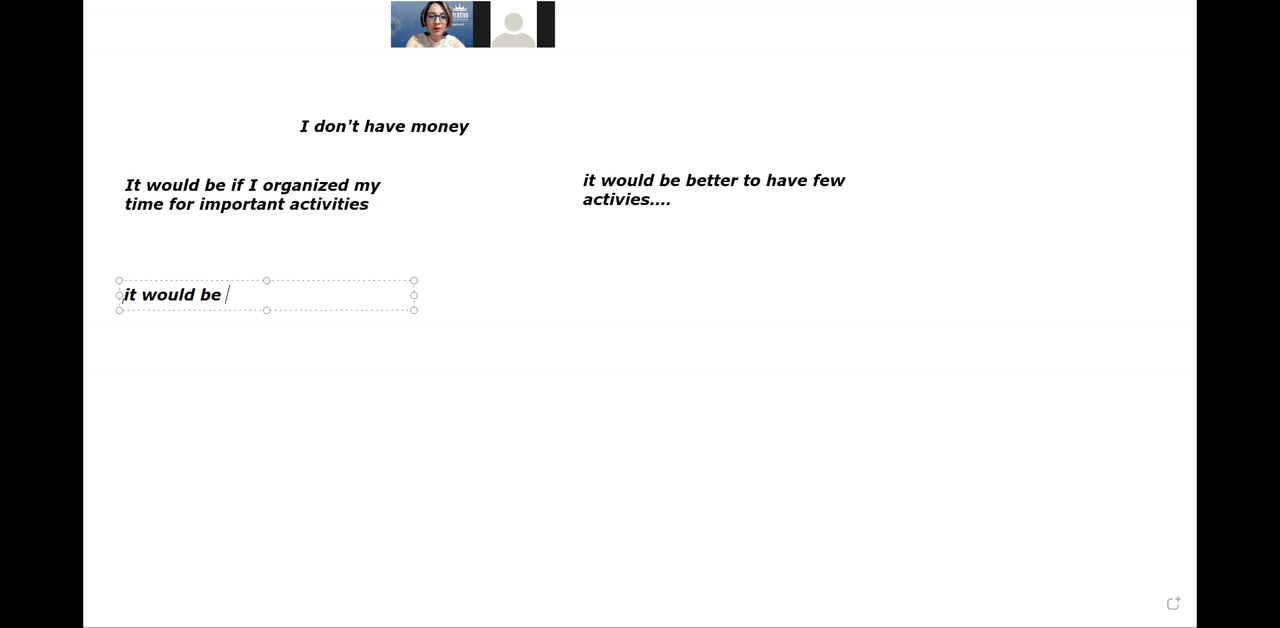 I don't have money
It would be if I organized my
time for important activities
it would be better to have few
activies....
it would be